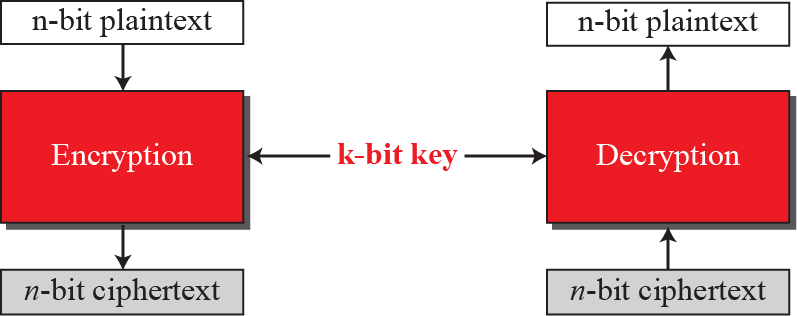 n-bit plaintext
n-bit plaintext
Encryption
k-bit key
Decryption
n-bit ciphertext
n-bit ciphertext